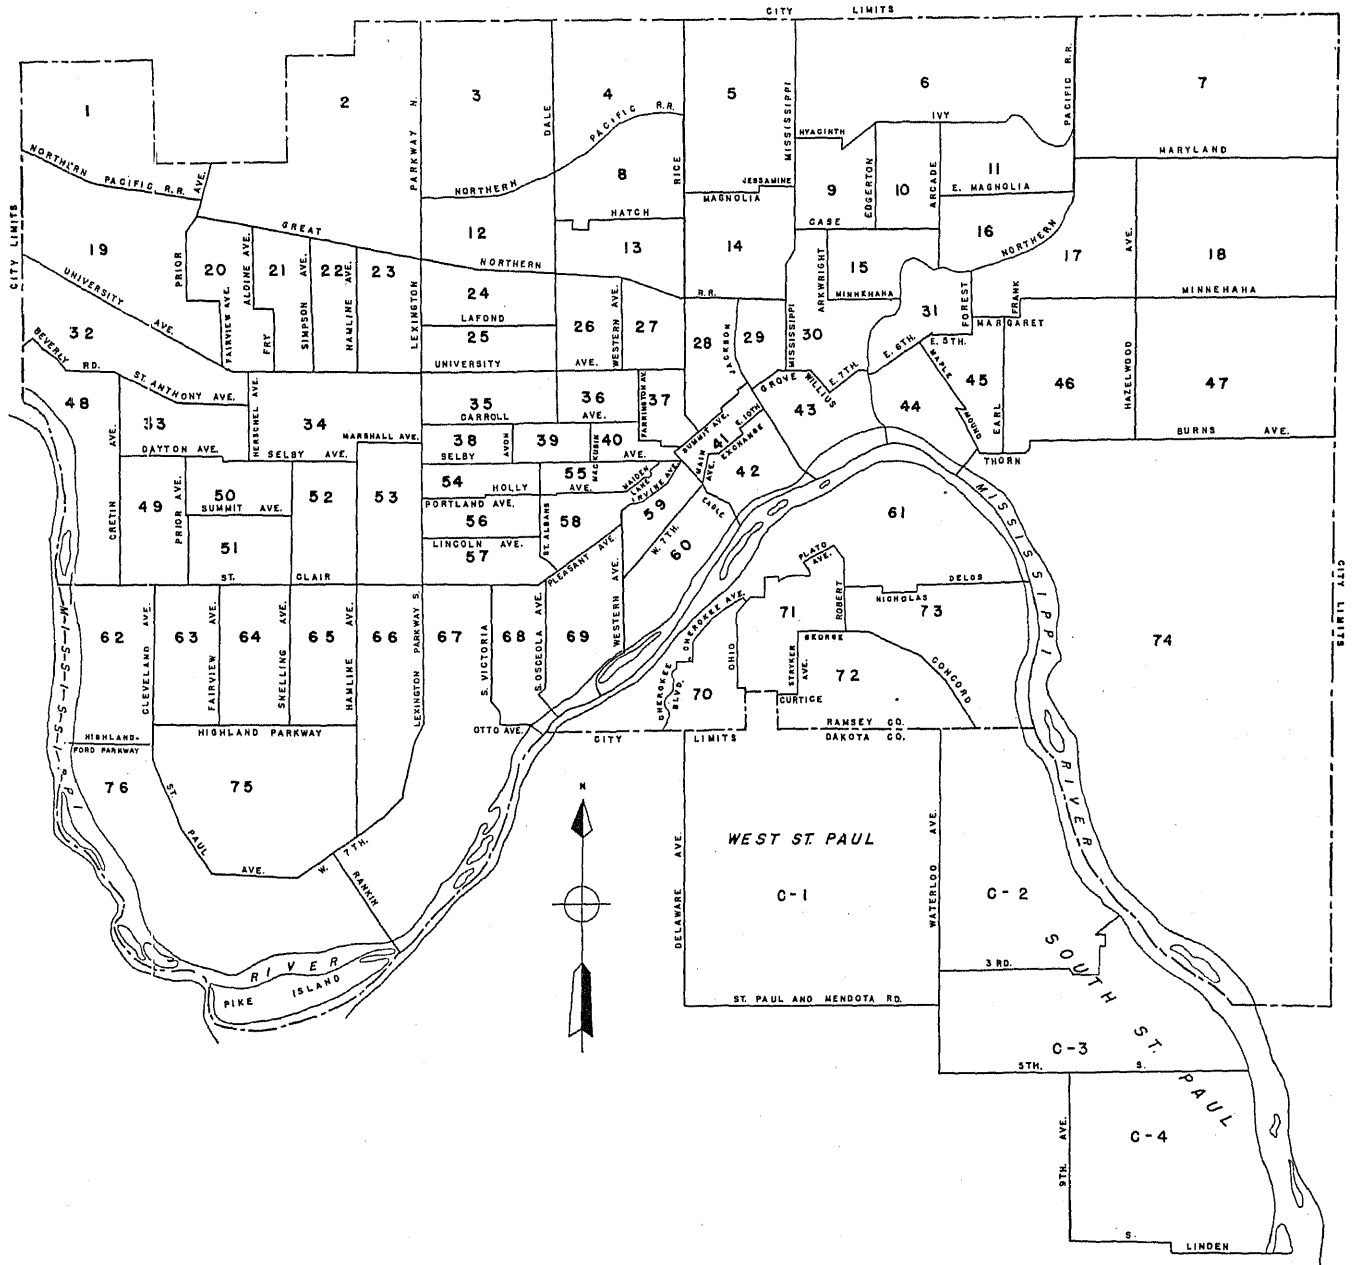 CITY LIMITS
1
2
3
4
5
6
7
PARKWAY N.
DALE
PACIFIC R.R.
MISSISSIPPI
PACIFIC R.R.
IVY
HYACINTH
MARYLAND
NORTHERN PACIFIC R.R.
AVE.
NORTHERN
8
RICE
JESSAMINE
MAGNOLIA
9
EDGERTON
10
ARCADE
11
E. MAGNOLIA
CITY LIMITS
GREAT
NORTHERN
12
HATCH
13
14
CASE
ARKWRIGHT
15
MINNEHAHA
16
NORTHERN
17
AVE.
18
MINNEHAHA
19
UNIVERSITY AVE.
PRIOR
20
FAIRVIEW AVE.
ALDINE AVE.
21
FRY
SIMPSON AVE.
22
HAMLINE AVE.
23
LEXINGTON
24
LAFOND
25
UNIVERSITY AVE.
26
WESTERN AVE.
27
R.R.
28
JACKSON
29
MISSISSIPPI
30
31
FOREST
FRANK
MARGARET
E. 5TH.
E. 6TH.
E. 7TH.
WILLIUS
GROVE
32
BEVERLY RD.
ST. ANTHONY AVE.
33
HERSCHEL AVE.
34
MARSHALL AVE.
35
CARROLL AVE.
36
FARRINGTON AV.
37
38
SELBY AVE.
AVON
39
MACKUBIN
40
SUMMIT AVE.
41
MAIN AVE.
E. 10TH
EXCHANGE
42
43
44
MAPLE
MOUND
45
EARL
46
HAZELWOOD
47
BURNS AVE.
THORN
48
CRETIN AVE.
DAYTON AVE.
SELBY AVE.
49
PRIOR AVE.
50
SUMMIT AVE.
51
52
53
54
HOLLY AVE.
55
PORTLAND AVE.
56
LINCOLN AVE.
57
ST. ALBANS
58
MAIDEN LANE
IRVINE AVE.
59
W. 7TH.
EAGLE
60
PLEASANT AVE.
WESTERN AVE.
ST. CLAIR
61
MISSISSIPPI
RIVER
PLATO AVE.
ROBERT
NICHOLAS
DELOS
CITY LIMITS
MISSISSIPPI
62
CLEVELAND AVE.
63
FAIRVIEW AVE.
64
SNELLING AVE.
65
HAMLINE AVE.
66
LEXINGTON PARKWAY S.
67
S. VICTORIA
68
S. OSCEOLA AVE.
69
CHEROKEE AVE.
CHEROKEE BLVD.
70
OHIO
71
GEORGE
STRYKER AVE.
72
CURTICE
73
CONCORD
74
HIGHLAND-
FORD PARKWAY
HIGHLAND PARKWAY
OTTO AVE.
CITY LIMITS
RAMSEY CO.
DAKOTA CO.
75
76
ST. PAUL AVE.
W. 7TH.
RANKIN
RIVER
PIKE ISLAND
N
WEST ST. PAUL
C-1
DELAWARE AVE.
WATERLOO AVE.
C-2
3 RD.
ST. PAUL AND MENDOTA RD.
SOUTH ST. PAUL
C-3
5TH. S.
9TH AVE.
C-4
S.
LINDEN